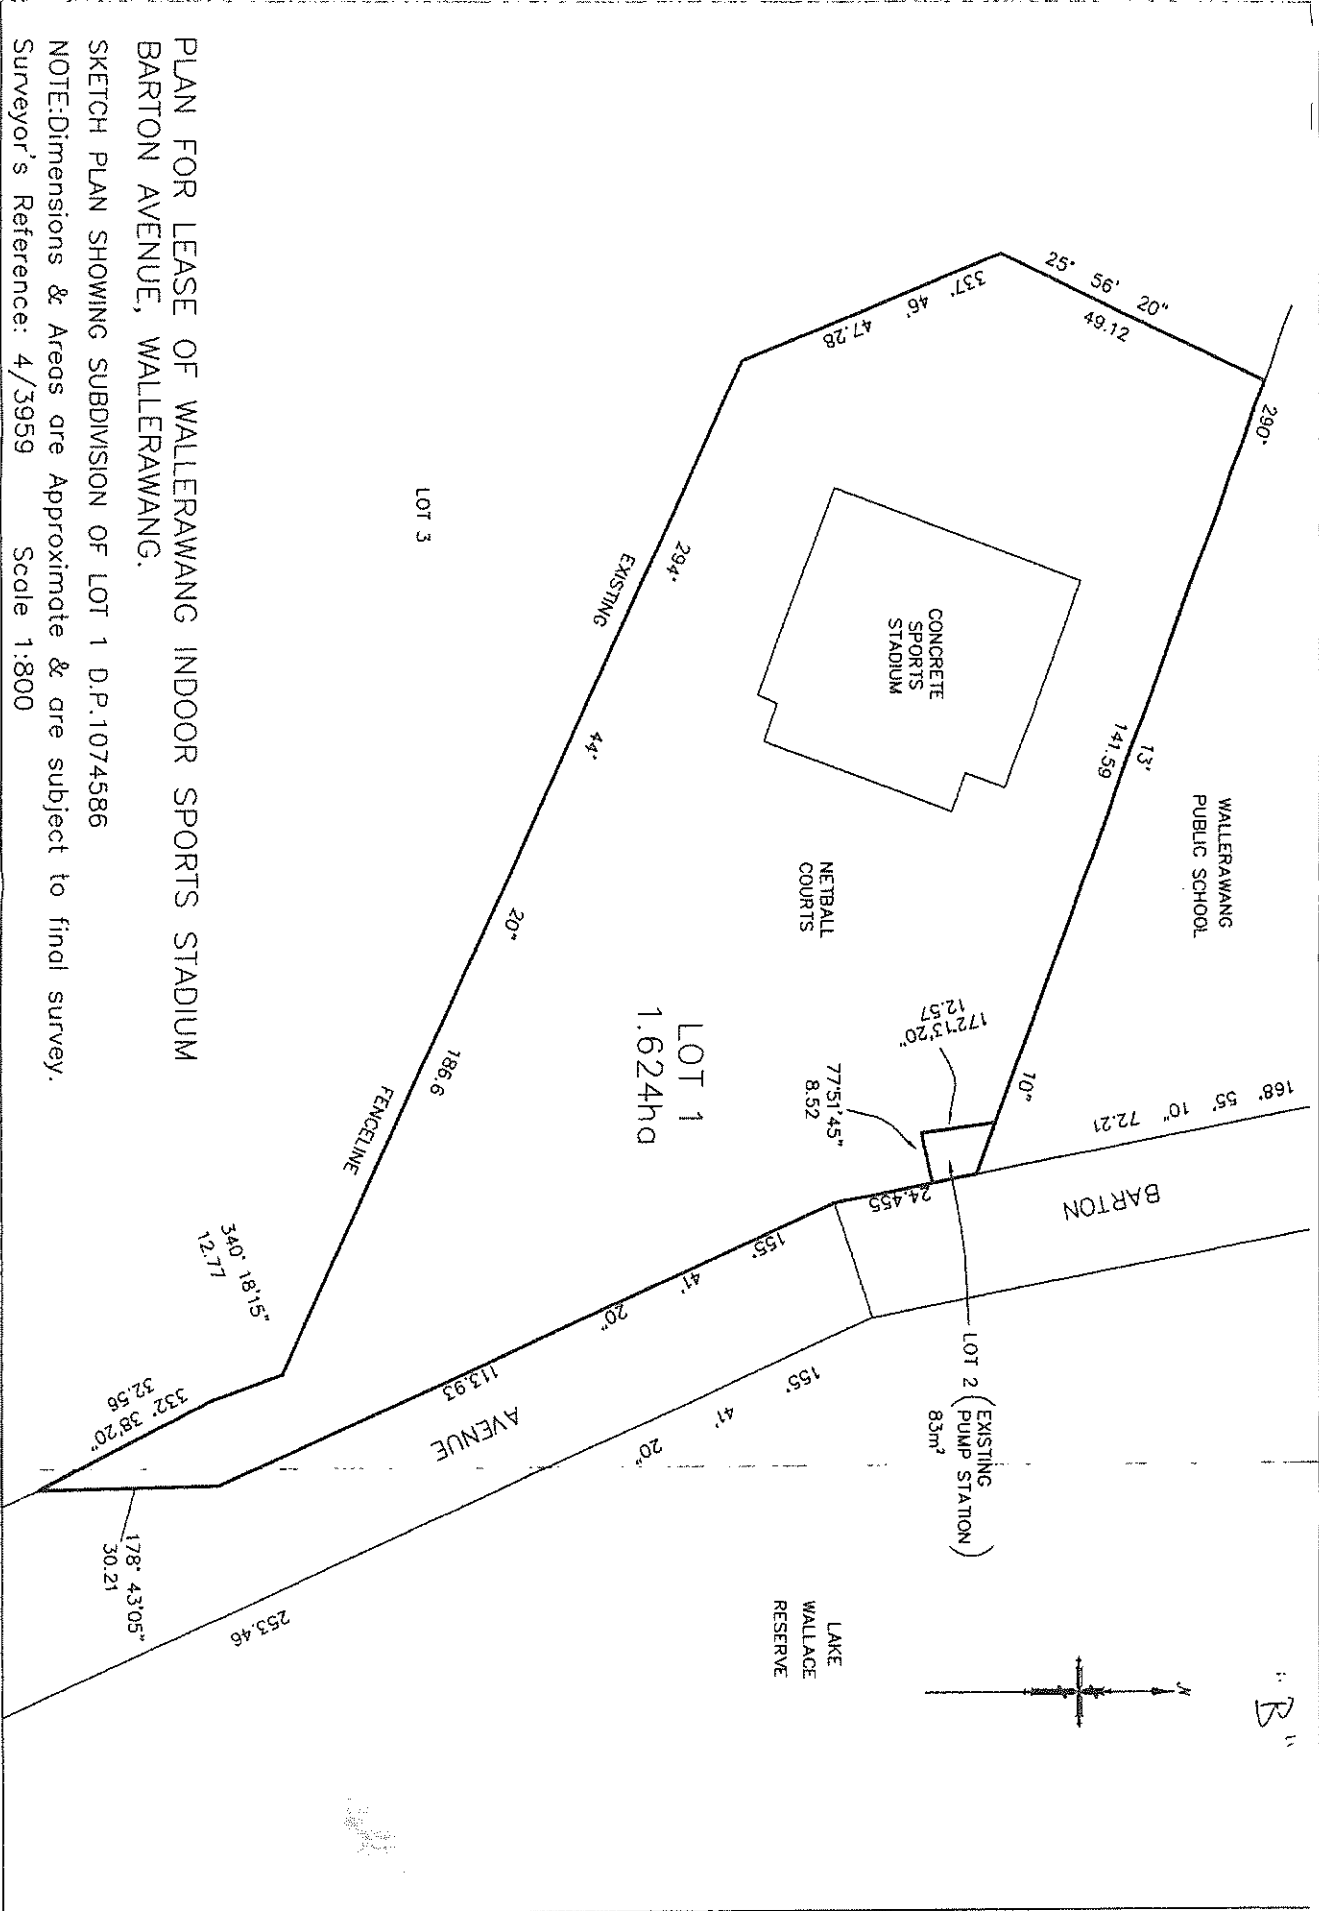 "B"
N
WALLERAWANG
PUBLIC SCHOOL
25° 56' 20"
49.12
290° 13' 10"
141.59
337° 46'
47.28
CONCRETE
SPORTS
STADIUM
NETBALL
COURTS
172°13'20"
12.57
77°51'45"
8.52
168° 55' 10" 72.21
BARTON
24.455
LOT 2 (EXISTING
PUMP STATION)
83m²
LOT 1
1.624ha
LAKE
WALLACE
RESERVE
155° 41' 20"
113.93
AVENUE
155° 41' 20"
253.46
294° 44' 20" 186.6
EXISTING FENCELINE
LOT 3
340° 18'15"
12.77
332° 38'20"
32.56
178° 43'05"
30.21
PLAN FOR LEASE OF WALLERAWANG INDOOR SPORTS STADIUM
BARTON AVENUE, WALLERAWANG.
SKETCH PLAN SHOWING SUBDIVISION OF LOT 1 D.P.1074586
NOTE:Dimensions & Areas are Approximate & are subject to final survey.
Surveyor's Reference: 4/3959 Scale 1:800